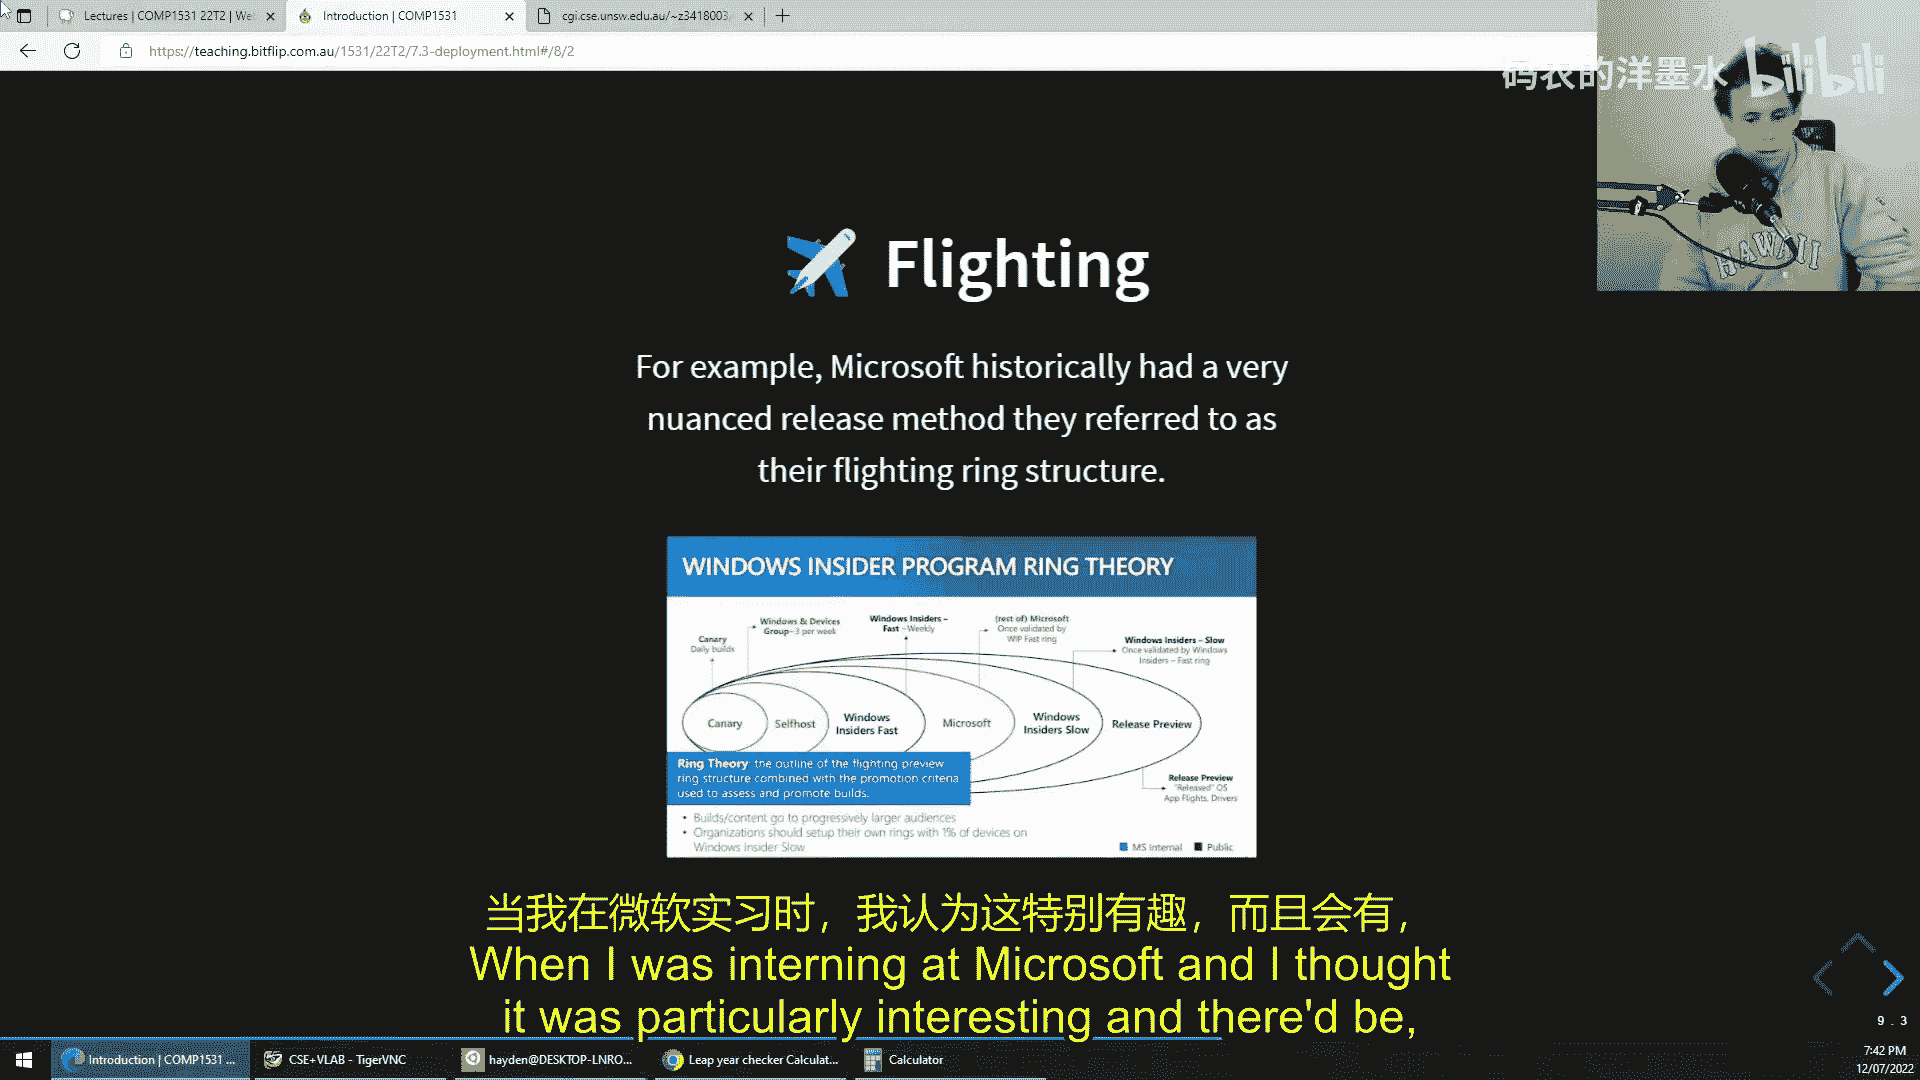 Lectures | COMP1531 22T2 | We
Introduction | COMP1531
cgi.cse.unsw.edu.au/~z3418003/
https://teaching.bitflip.com.au/1531/22T2/7.3-deployment.html#/8/2
码农的洋墨水 bilibili
HAWAII
Flighting
For example, Microsoft historically had a very
nuanced release method they referred to as
their flighting ring structure.
WINDOWS INSIDER PROGRAM RING THEORY
Canary
Daily builds
Windows & Devices
Group~3 per week
Windows Insiders –
Fast ~Weekly
(rest of) Microsoft
Once validated by
WIP Fast ring
Windows Insiders – Slow
Once validated by Windows
Insiders – Fast ring
Canary
Selfhost
Windows
Insiders Fast
Microsoft
Windows
Insiders Slow
Release Preview
Ring Theory: the outline of the flighting preview
ring structure combined with the promotion criteria
used to assess and promote builds.
Release Preview
"Released" OS
App Flights, Drivers
• Builds/content go to progressively larger audiences
• Organizations should setup their own rings with 1% of devices on
Windows Insider Slow
MS Internal Public
当我在微软实习时，我认为这特别有趣，而且会有，
When I was interning at Microsoft and I thought
it was particularly interesting and there'd be,
9.3
Introduction | COMP1531 ...
CSE+VLAB - TigerVNC
hayden@DESKTOP-LNRO...
Leap year checker Calculat...
Calculator
7:42 PM
12/07/2022